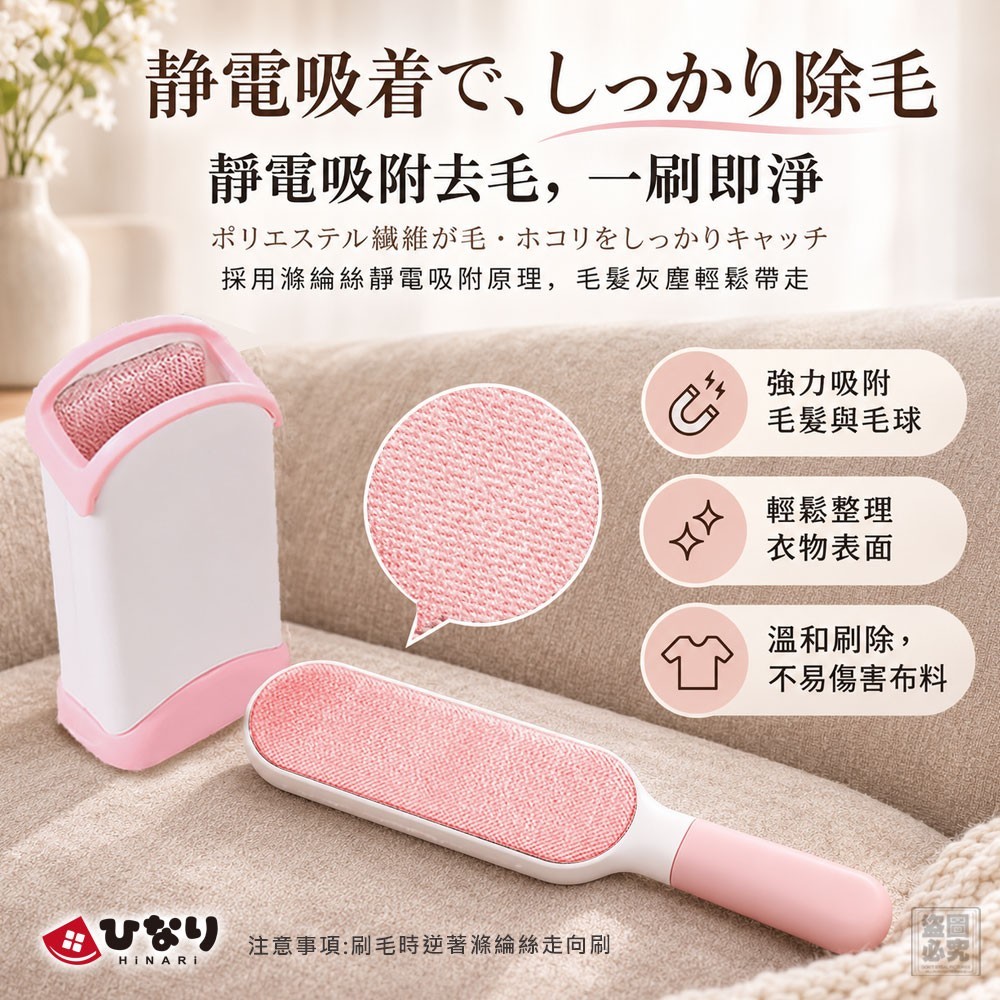 静電吸着で、しっかり除毛
靜電吸附去毛，一刷即淨
ポリエステル繊維が毛・ホコリをしっかりキャッチ
採用滌綸絲靜電吸附原理，毛髮灰塵輕鬆帶走
強力吸附
毛髮與毛球
輕鬆整理
衣物表面
溫和刷除，
不易傷害布料
ひなり
HiNARi
注意事項:刷毛時逆著滌綸絲走向刷
盜圖
必究